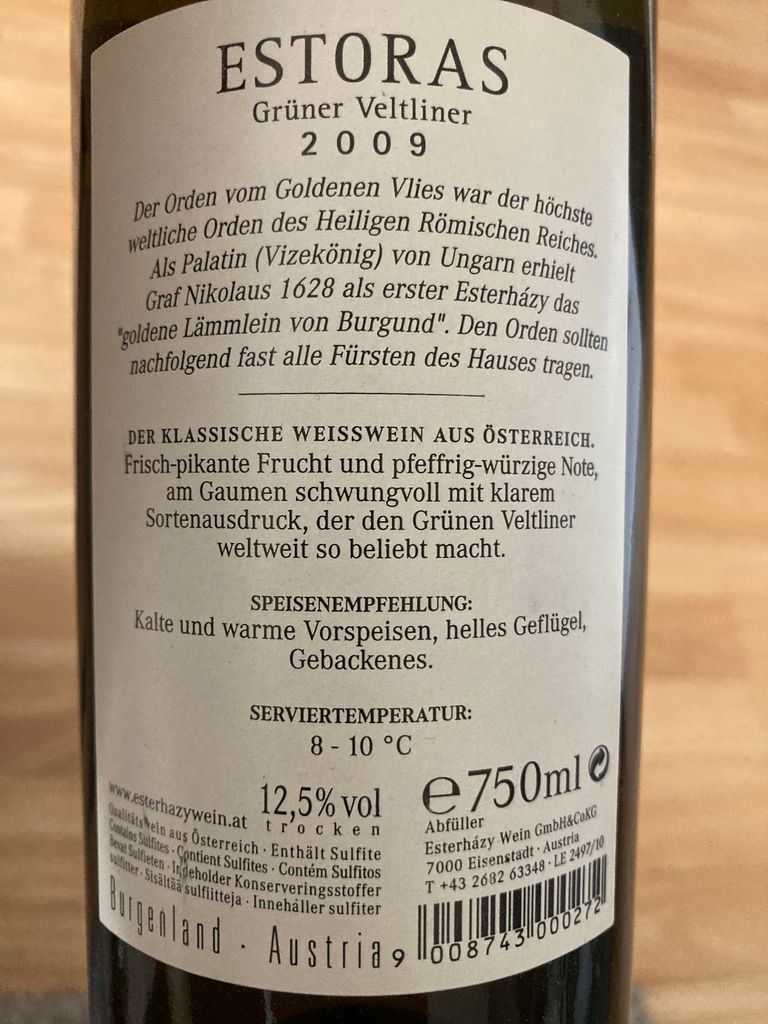 ESTORAS
Grüner Veltliner
2009
Der Orden vom Goldenen Vlies war der höchste
weltliche Orden des Heiligen Römischen Reiches.
Als Palatin (Vizekönig) von Ungarn erhielt
Graf Nikolaus 1628 als erster Esterházy das
"goldene Lämmlein von Burgund". Den Orden sollten
nachfolgend fast alle Fürsten des Hauses tragen.
DER KLASSISCHE WEISSWEIN AUS ÖSTERREICH.
Frisch-pikante Frucht und pfeffrig-würzige Note,
am Gaumen schwungvoll mit klarem
Sortenausdruck, der den Grünen Veltliner
weltweit so beliebt macht.
SPEISENEMPFEHLUNG:
Kalte und warme Vorspeisen, helles Geflügel,
Gebackenes.
SERVIERTEMPERATUR:
8 - 10 °C
www.esterhazywein.at
12,5% vol
trocken
Qualitätswein aus Österreich · Enthält Sulfite
Contains Sulfites · Contient Sulfites · Contém Sulfitos
Bevat Sulfieten · Indeholder Konserveringsstoffer
sulfitter · Sisältää sulfiitteja · Innehåller sulfiter
Burgenland · Austria
e 750ml
Abfüller
Esterházy Wein GmbH&CoKG
7000 Eisenstadt · Austria
T +43 2682 63348 · LE 2497/10
9 008743 000272